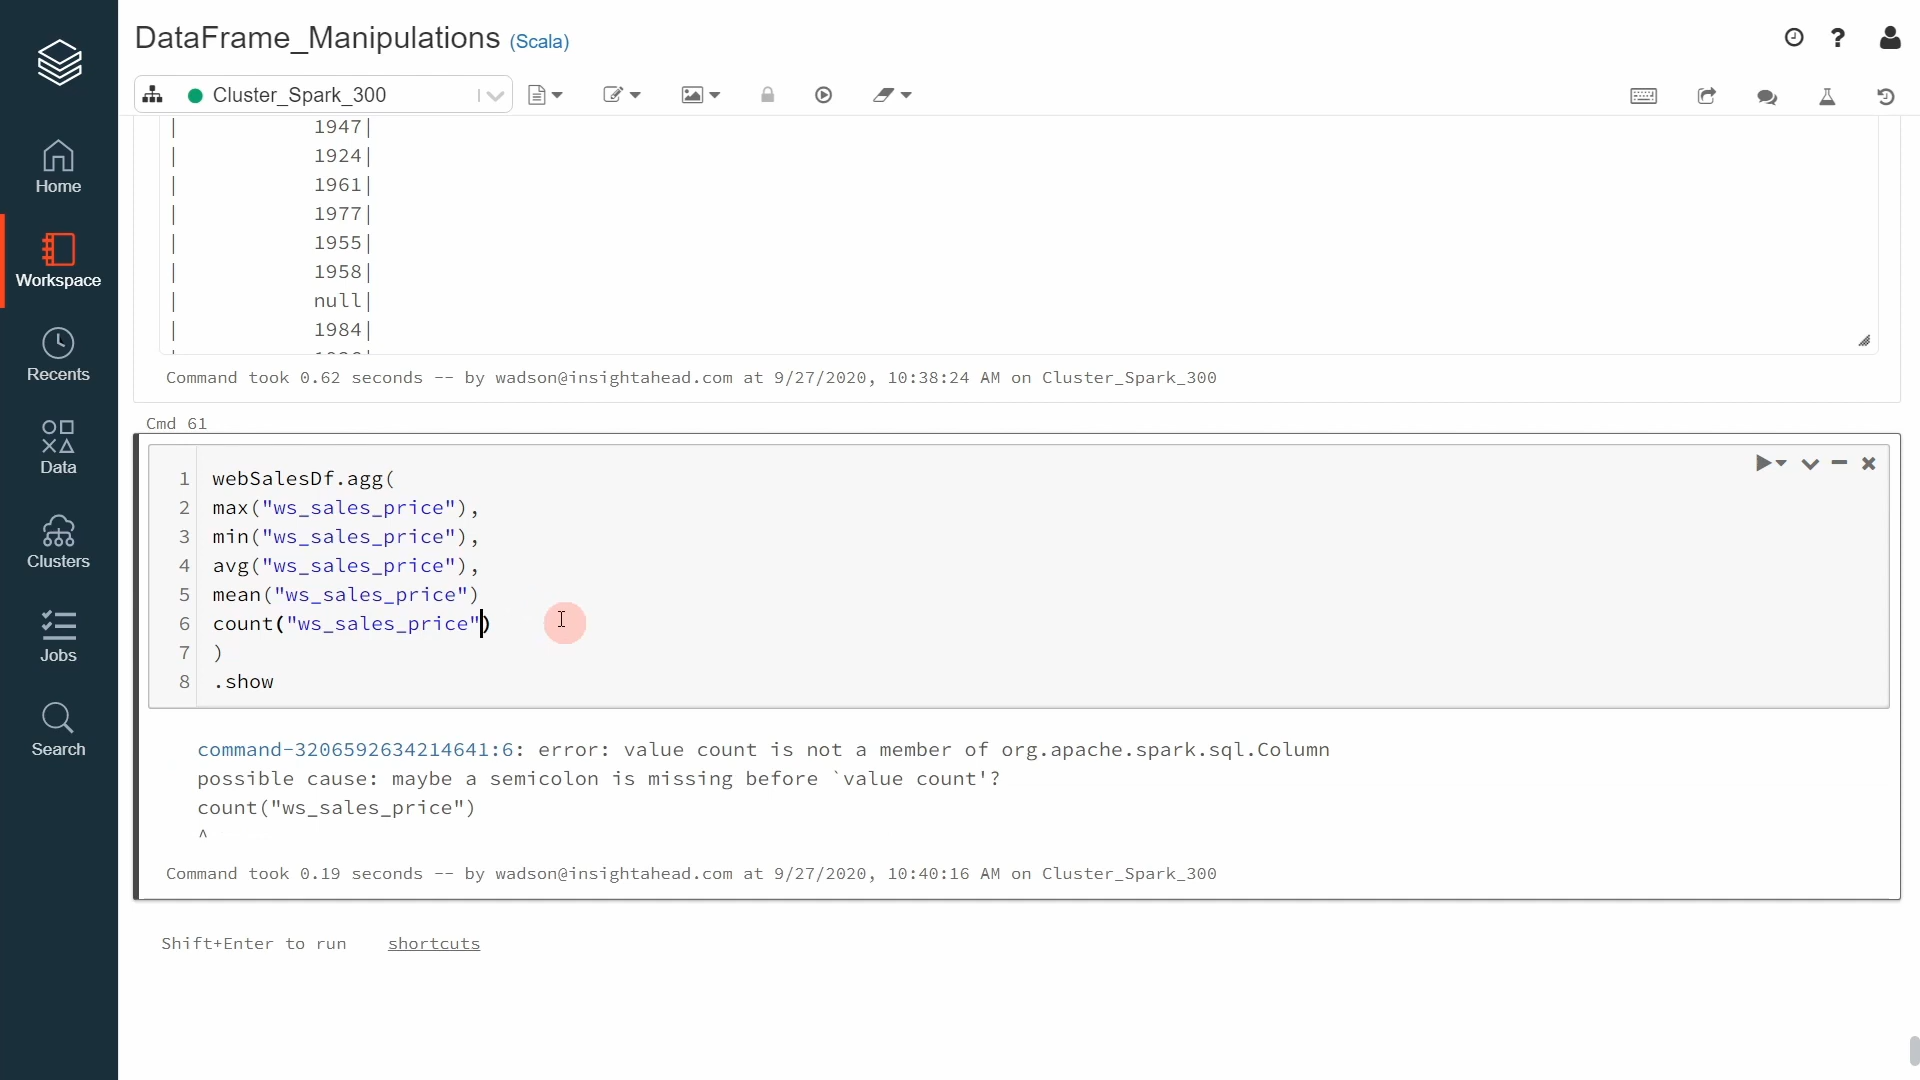 DataFrame_Manipulations (Scala)
Cluster_Spark_300
Home
Workspace
Recents
Data
Clusters
Jobs
Search
| 1947|
| 1924|
| 1961|
| 1977|
| 1955|
| 1958|
| null|
| 1984|
Command took 0.62 seconds -- by wadson@insightahead.com at 9/27/2020, 10:38:24 AM on Cluster_Spark_300
Cmd 61
1 webSalesDf.agg(
2 max("ws_sales_price"),
3 min("ws_sales_price"),
4 avg("ws_sales_price"),
5 mean("ws_sales_price")
6 count("ws_sales_price")
7 )
8 .show
command-3206592634214641:6: error: value count is not a member of org.apache.spark.sql.Column
possible cause: maybe a semicolon is missing before `value count'?
count("ws_sales_price")
^
Command took 0.19 seconds -- by wadson@insightahead.com at 9/27/2020, 10:40:16 AM on Cluster_Spark_300
Shift+Enter to run shortcuts